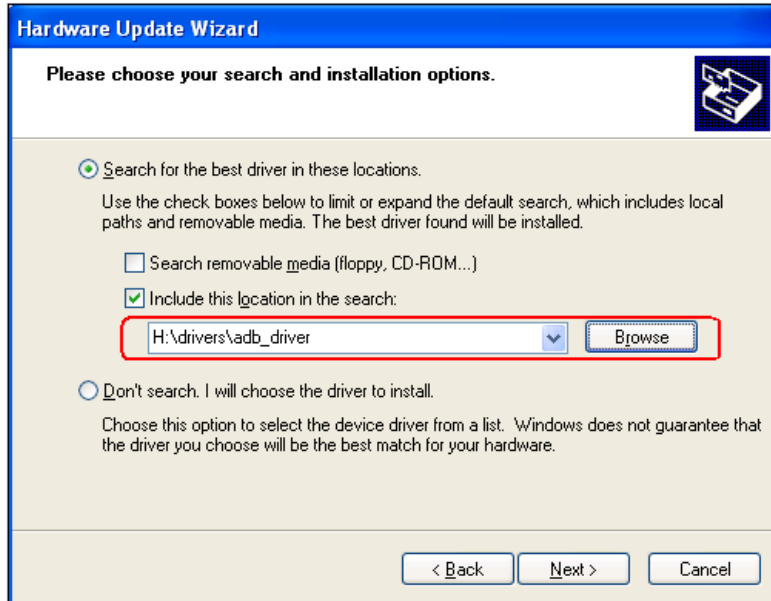 Hardware Update Wizard
Please choose your search and installation options.
Search for the best driver in these locations.
Use the check boxes below to limit or expand the default search, which includes local
paths and removable media. The best driver found will be installed.
Search removable media (floppy, CD-ROM...)
Include this location in the search:
H:\drivers\adb_driver
Browse
Don't search. I will choose the driver to install.
Choose this option to select the device driver from a list. Windows does not guarantee that
the driver you choose will be the best match for your hardware.
< Back Next > Cancel